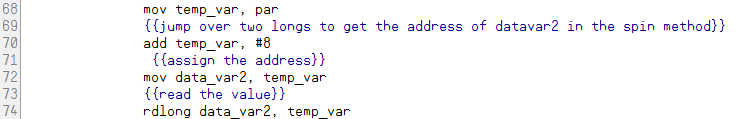 68 mov temp_var, par
69 {{jump over two longs to get the address of datavar2 in the spin method}}
70 add temp_var, #8
71 {{assign the address}}
72 mov data_var2, temp_var
73 {{read the value}}
74 rdlong data_var2, temp_var